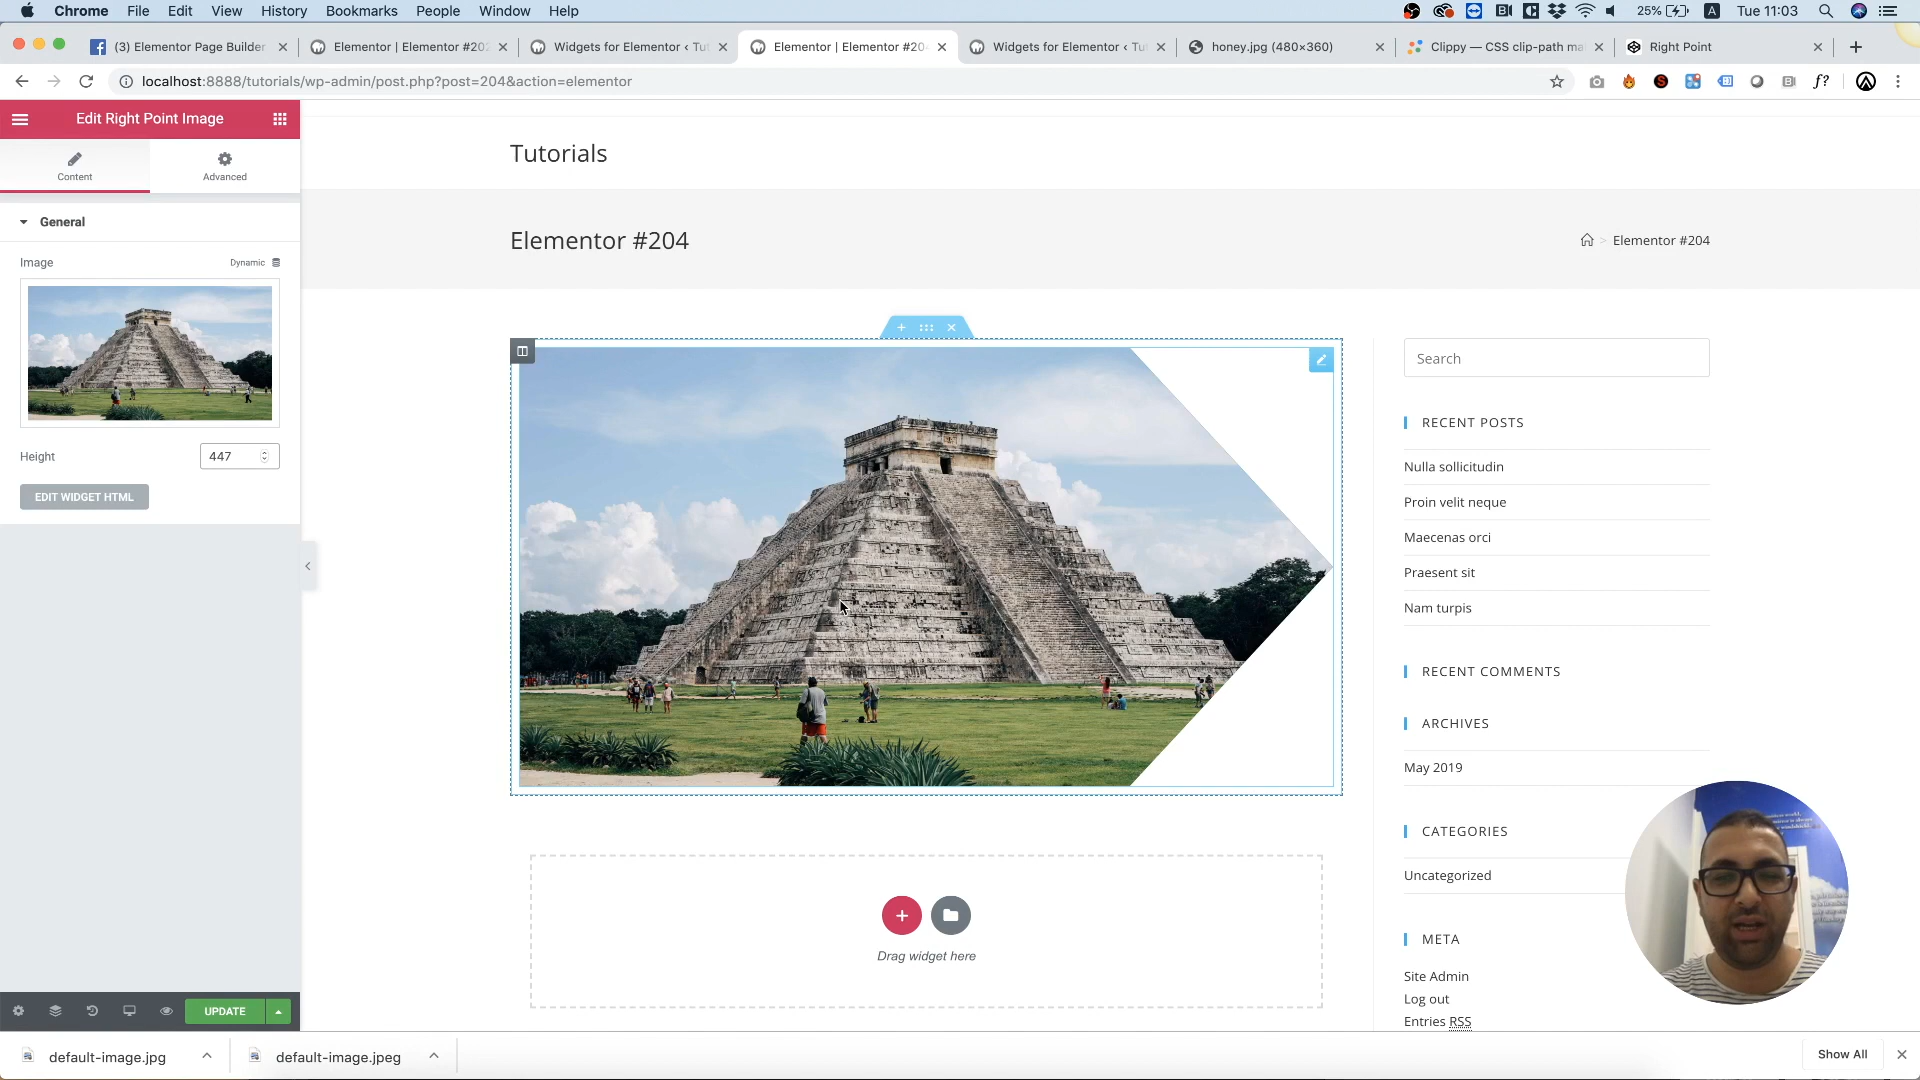 Chrome File Edit View History Bookmarks People Window Help 25% A Tue 11:03
(3) Elementor Page Builder Elementor | Elementor #202 Widgets for Elementor ‹ Tut Elementor | Elementor #204 Widgets for Elementor ‹ Tut honey.jpg (480×360) Clippy — CSS clip-path ma Right Point
localhost:8888/tutorials/wp-admin/post.php?post=204&action=elementor f?
Edit Right Point Image
Content Advanced
General
Image Dynamic
Height 447
EDIT WIDGET HTML
UPDATE
Tutorials
Elementor #204
> Elementor #204
Drag widget here
Search
RECENT POSTS
Nulla sollicitudin
Proin velit neque
Maecenas orci
Praesent sit
Nam turpis
RECENT COMMENTS
ARCHIVES
May 2019
CATEGORIES
Uncategorized
META
Site Admin
Log out
Entries RSS
default-image.jpg default-image.jpeg Show All